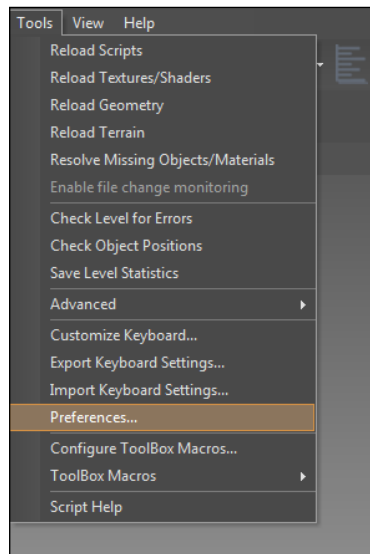 Tools View Help
Reload Scripts
Reload Textures/Shaders
Reload Geometry
Reload Terrain
Resolve Missing Objects/Materials
Enable file change monitoring
Check Level for Errors
Check Object Positions
Save Level Statistics
Advanced
Customize Keyboard...
Export Keyboard Settings...
Import Keyboard Settings...
Preferences...
Configure ToolBox Macros...
ToolBox Macros
Script Help